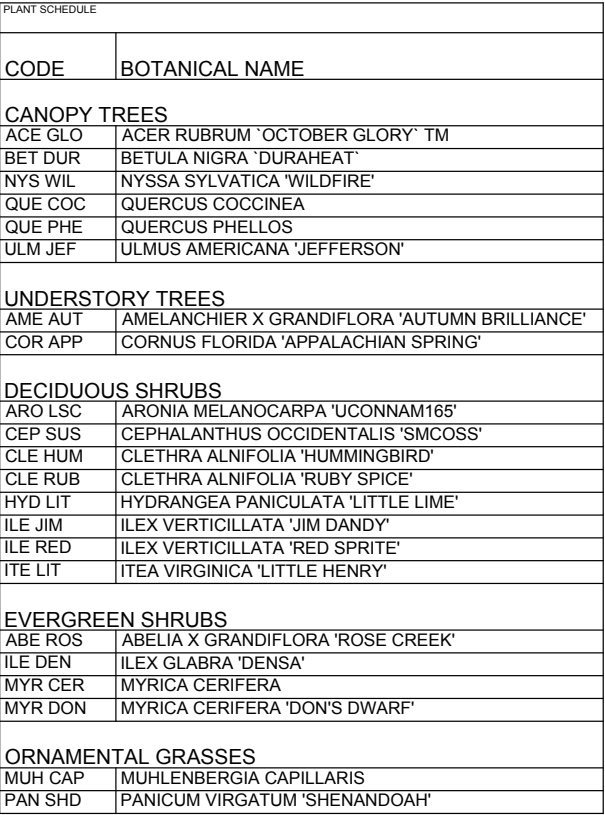 PLANT SCHEDULE
CODE BOTANICAL NAME
CANOPY TREES
ACE GLO ACER RUBRUM `OCTOBER GLORY` TM
BET DUR BETULA NIGRA `DURAHEAT`
NYS WIL NYSSA SYLVATICA 'WILDFIRE'
QUE COC QUERCUS COCCINEA
QUE PHE QUERCUS PHELLOS
ULM JEF ULMUS AMERICANA 'JEFFERSON'
UNDERSTORY TREES
AME AUT AMELANCHIER X GRANDIFLORA 'AUTUMN BRILLIANCE'
COR APP CORNUS FLORIDA 'APPALACHIAN SPRING'
DECIDUOUS SHRUBS
ARO LSC ARONIA MELANOCARPA 'UCONNAM165'
CEP SUS CEPHALANTHUS OCCIDENTALIS 'SMCOSS'
CLE HUM CLETHRA ALNIFOLIA 'HUMMINGBIRD'
CLE RUB CLETHRA ALNIFOLIA 'RUBY SPICE'
HYD LIT HYDRANGEA PANICULATA 'LITTLE LIME'
ILE JIM ILEX VERTICILLATA 'JIM DANDY'
ILE RED ILEX VERTICILLATA 'RED SPRITE'
ITE LIT ITEA VIRGINICA 'LITTLE HENRY'
EVERGREEN SHRUBS
ABE ROS ABELIA X GRANDIFLORA 'ROSE CREEK'
ILE DEN ILEX GLABRA 'DENSA'
MYR CER MYRICA CERIFERA
MYR DON MYRICA CERIFERA 'DON'S DWARF'
ORNAMENTAL GRASSES
MUH CAP MUHLENBERGIA CAPILLARIS
PAN SHD PANICUM VIRGATUM 'SHENANDOAH'